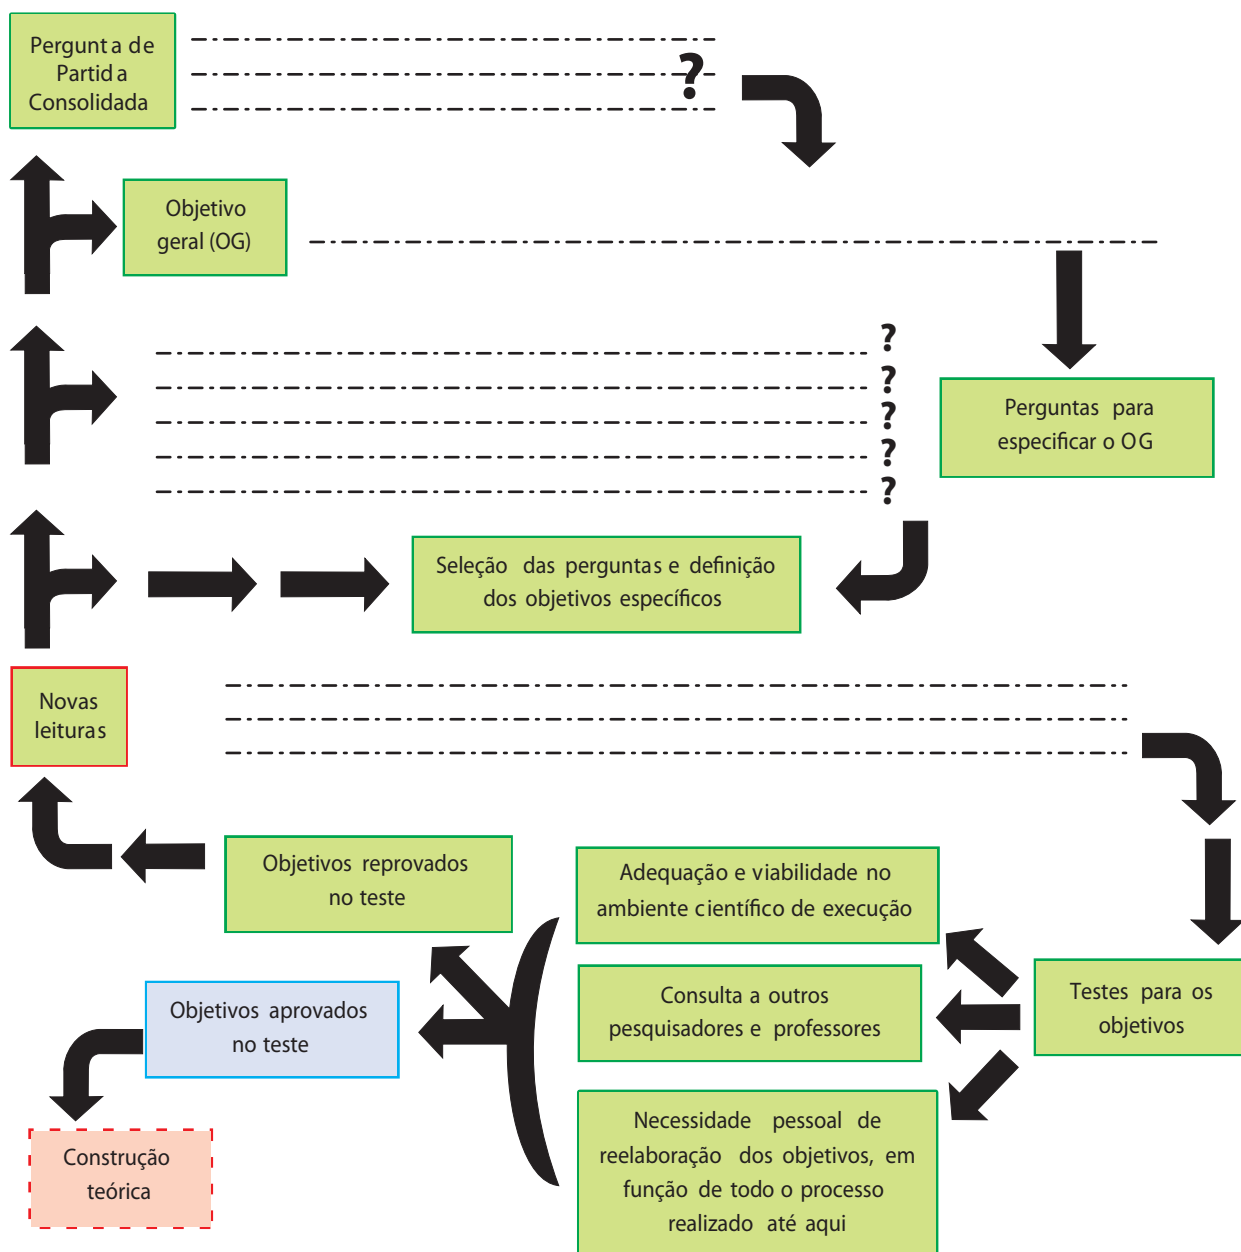 Pergunta de
Partida
Consolidada
?
Objetivo
geral (OG)
?
?
?
?
?
Perguntas para
especificar o OG
Seleção das perguntas e definição
dos objetivos específicos
Novas
leituras
Objetivos reprovados
no teste
Adequação e viabilidade no
ambiente científico de execução
Objetivos aprovados
no teste
Consulta a outros
pesquisadores e professores
Testes para os
objetivos
Construção
teórica
Necessidade pessoal de
reelaboração dos objetivos, em
função de todo o processo
realizado até aqui